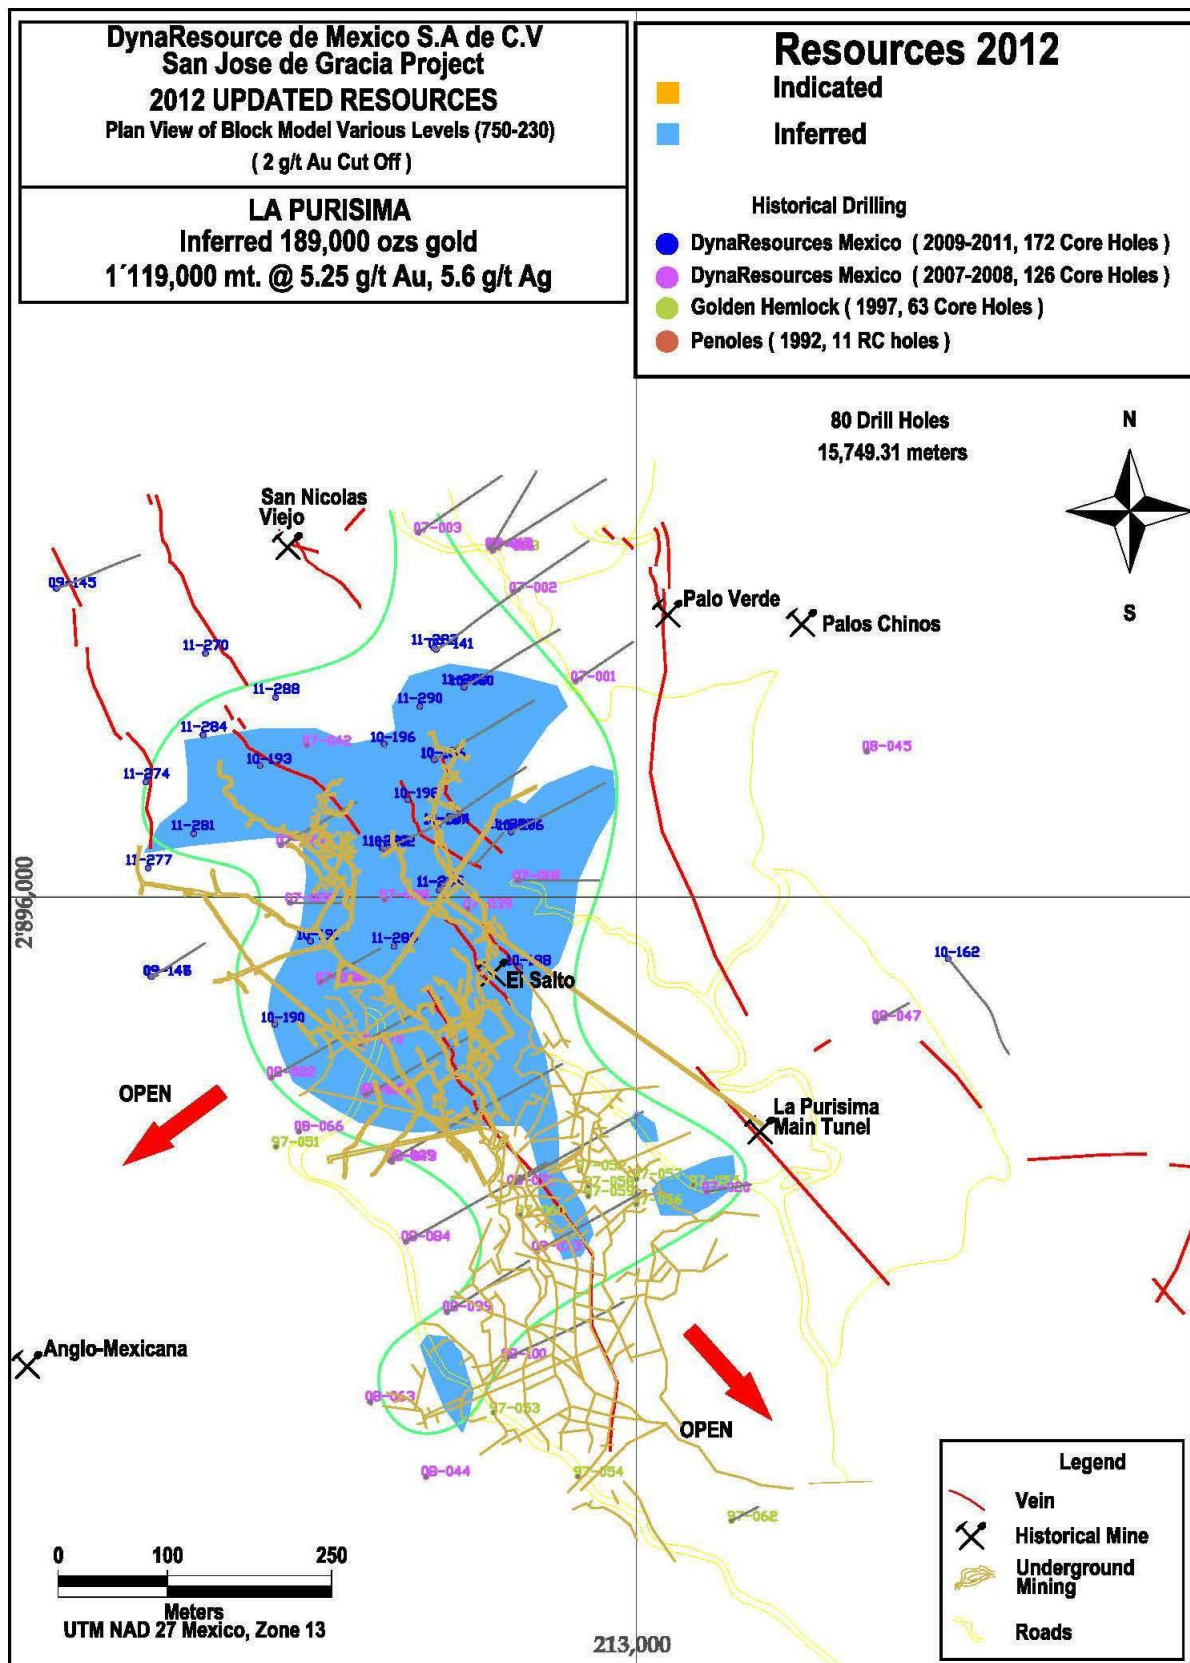 DynaResource de Mexico S.A de C.V
San Jose de Gracia Project
2012 UPDATED RESOURCES
Plan View of Block Model Various Levels (750-230)
( 2 g/t Au Cut Off )
LA PURISIMA
Inferred 189,000 ozs gold
1´119,000 mt. @ 5.25 g/t Au, 5.6 g/t Ag
Resources 2012
Indicated
Inferred
Historical Drilling
DynaResources Mexico ( 2009-2011, 172 Core Holes )
DynaResources Mexico ( 2007-2008, 126 Core Holes )
Golden Hemlock ( 1997, 63 Core Holes )
Penoles ( 1992, 11 RC holes )
80 Drill Holes
15,749.31 meters
N
S
San Nicolas
Viejo
07-003
09-145
07-002
Palo Verde
Palos Chinos
11-270
07-001
11-288
11-290
11-284
07-042
10-196
08-045
10-193
11-274
11-281
11-277
2'896,000
10-162
El Salto
10-190
08-047
OPEN
La Purisima
Main Tunel
08-066
97-051
08-084
08-099
Anglo-Mexicana
08-100
08-063
97-053
OPEN
08-044
97-054
97-062
0
100
250
Meters
UTM NAD 27 Mexico, Zone 13
213,000
Legend
Vein
Historical Mine
Underground
Mining
Roads